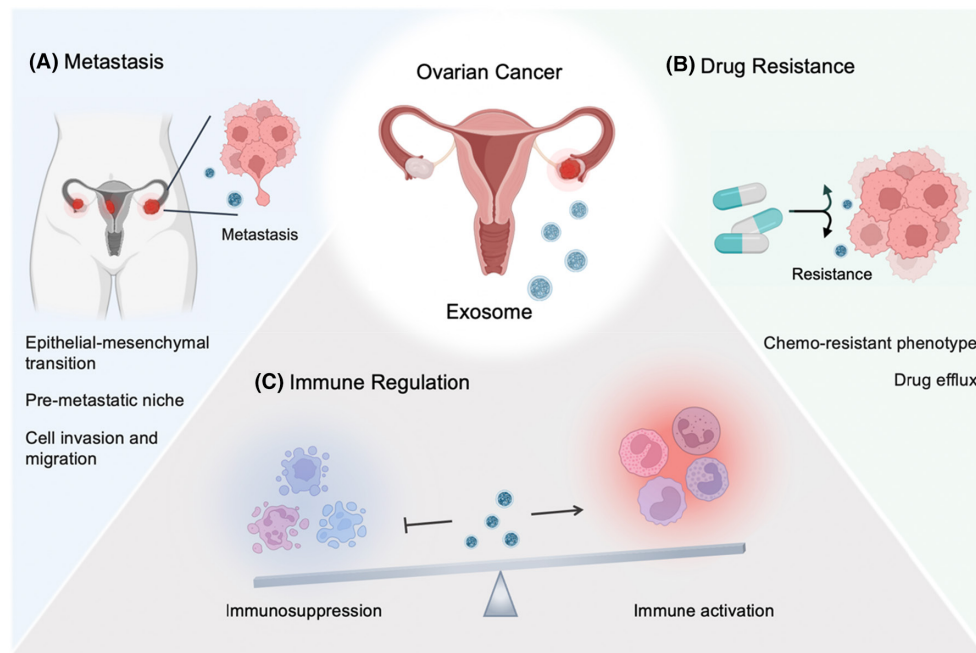 (A) Metastasis
Metastasis
Epithelial-mesenchymal
transition
Pre-metastatic niche
Cell invasion and
migration
Ovarian Cancer
Exosome
(B) Drug Resistance
Resistance
Chemo-resistant phenotype
Drug efflux
(C) Immune Regulation
Immunosuppression
Immune activation